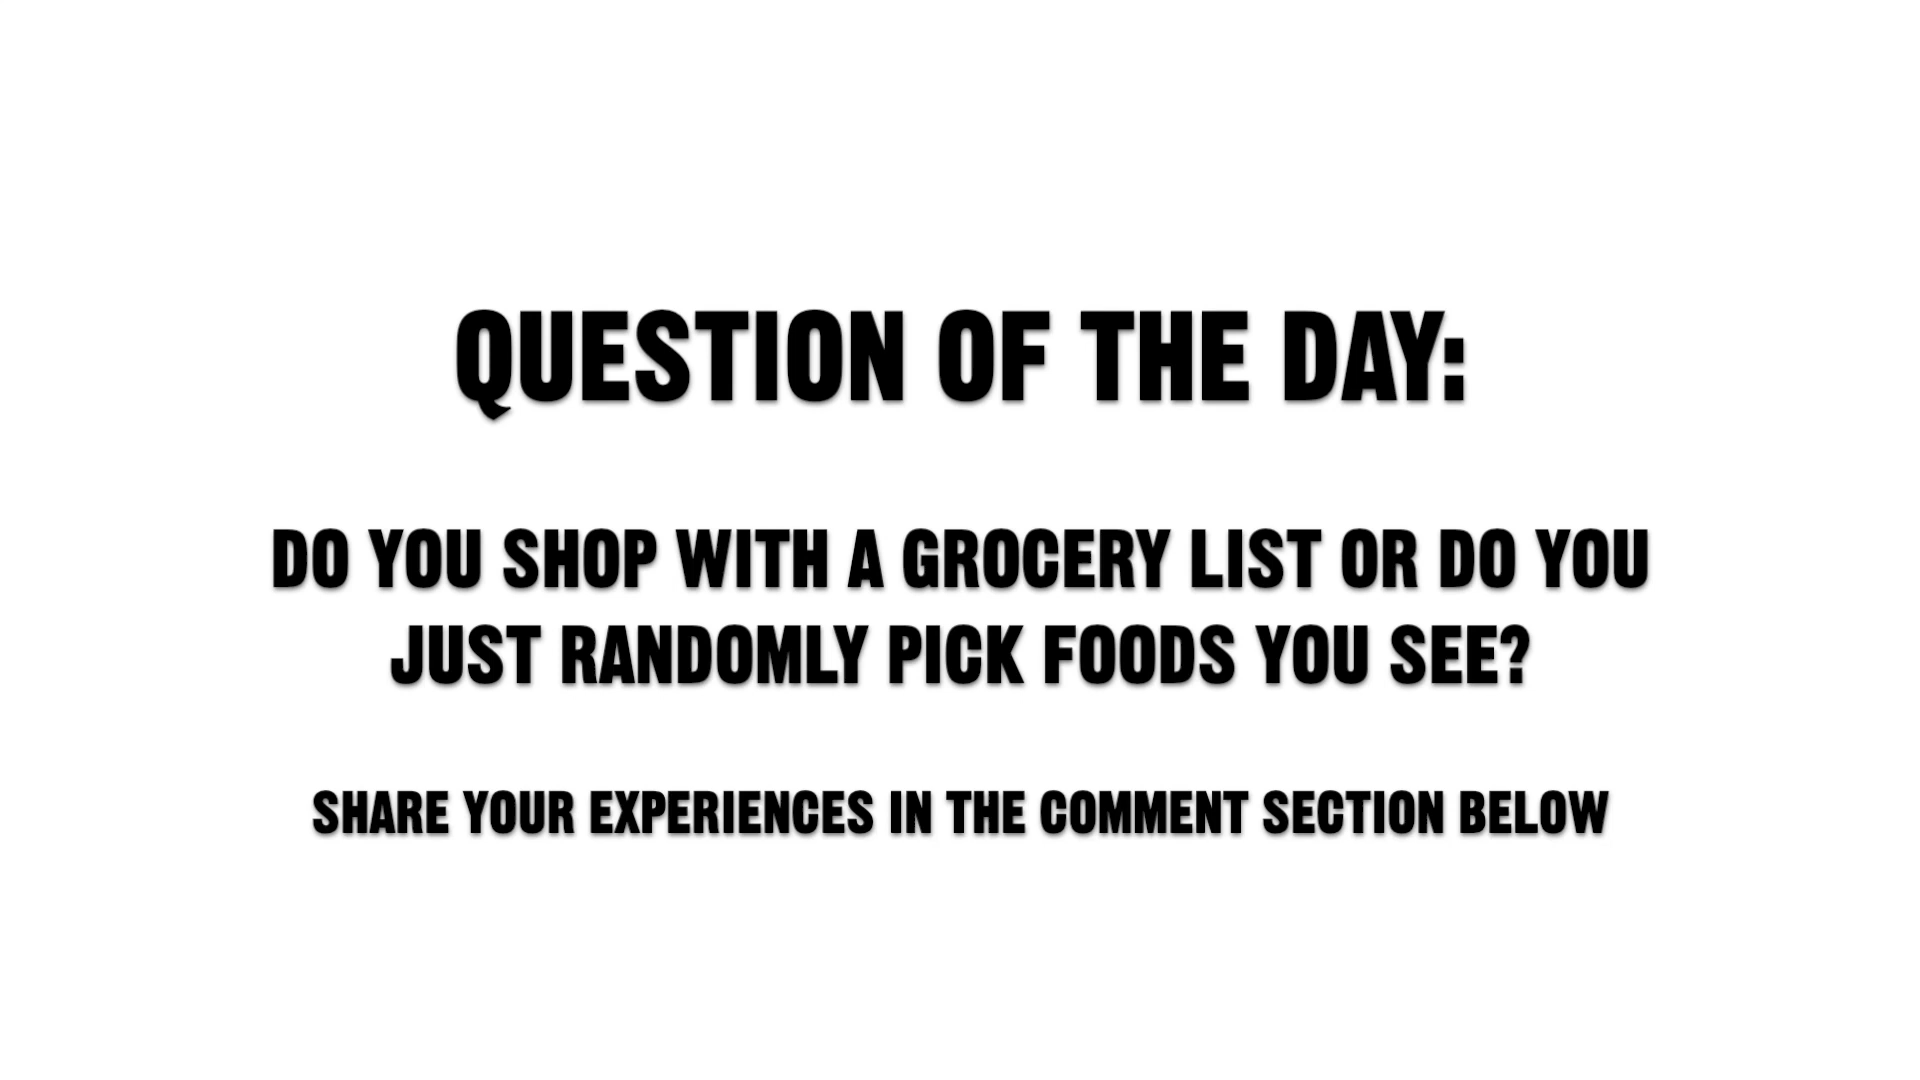 QUESTION OF THE DAY:
DO YOU SHOP WITH A GROCERY LIST OR DO YOU
JUST RANDOMLY PICK FOODS YOU SEE?
SHARE YOUR EXPERIENCES IN THE COMMENT SECTION BELOW